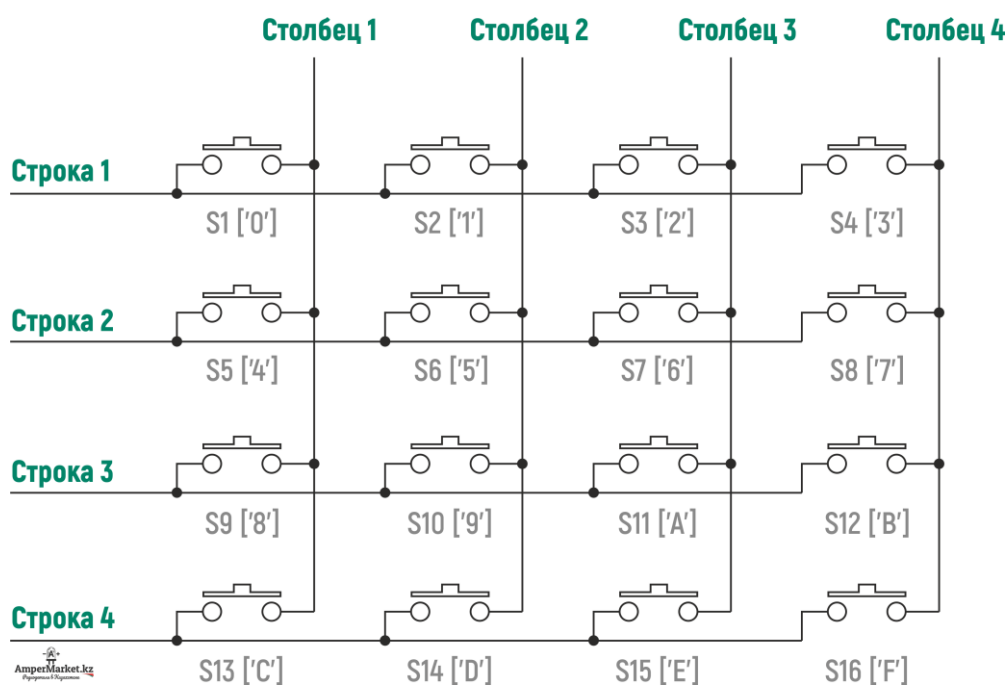 Столбец 1 Столбец 2 Столбец 3 Столбец 4
Строка 1
S1 ['0'] S2 ['1'] S3 ['2'] S4 ['3']
Строка 2
S5 ['4'] S6 ['5'] S7 ['6'] S8 ['7']
Строка 3
S9 ['8'] S10 ['9'] S11 ['A'] S12 ['B']
Строка 4
AmperMarket.kz
S13 ['C'] S14 ['D'] S15 ['E'] S16 ['F']